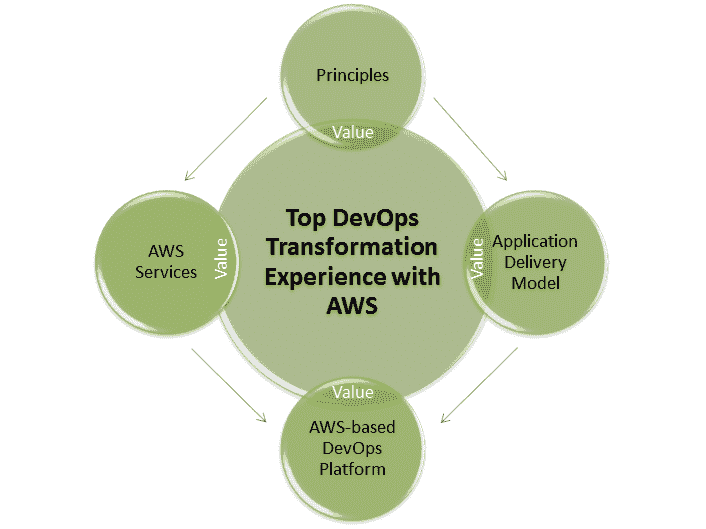 Principles
Value
Top DevOps
Transformation
Experience with
AWS
AWS
Services
Value
Value
Application
Delivery
Model
Value
AWS-based
DevOps
Platform